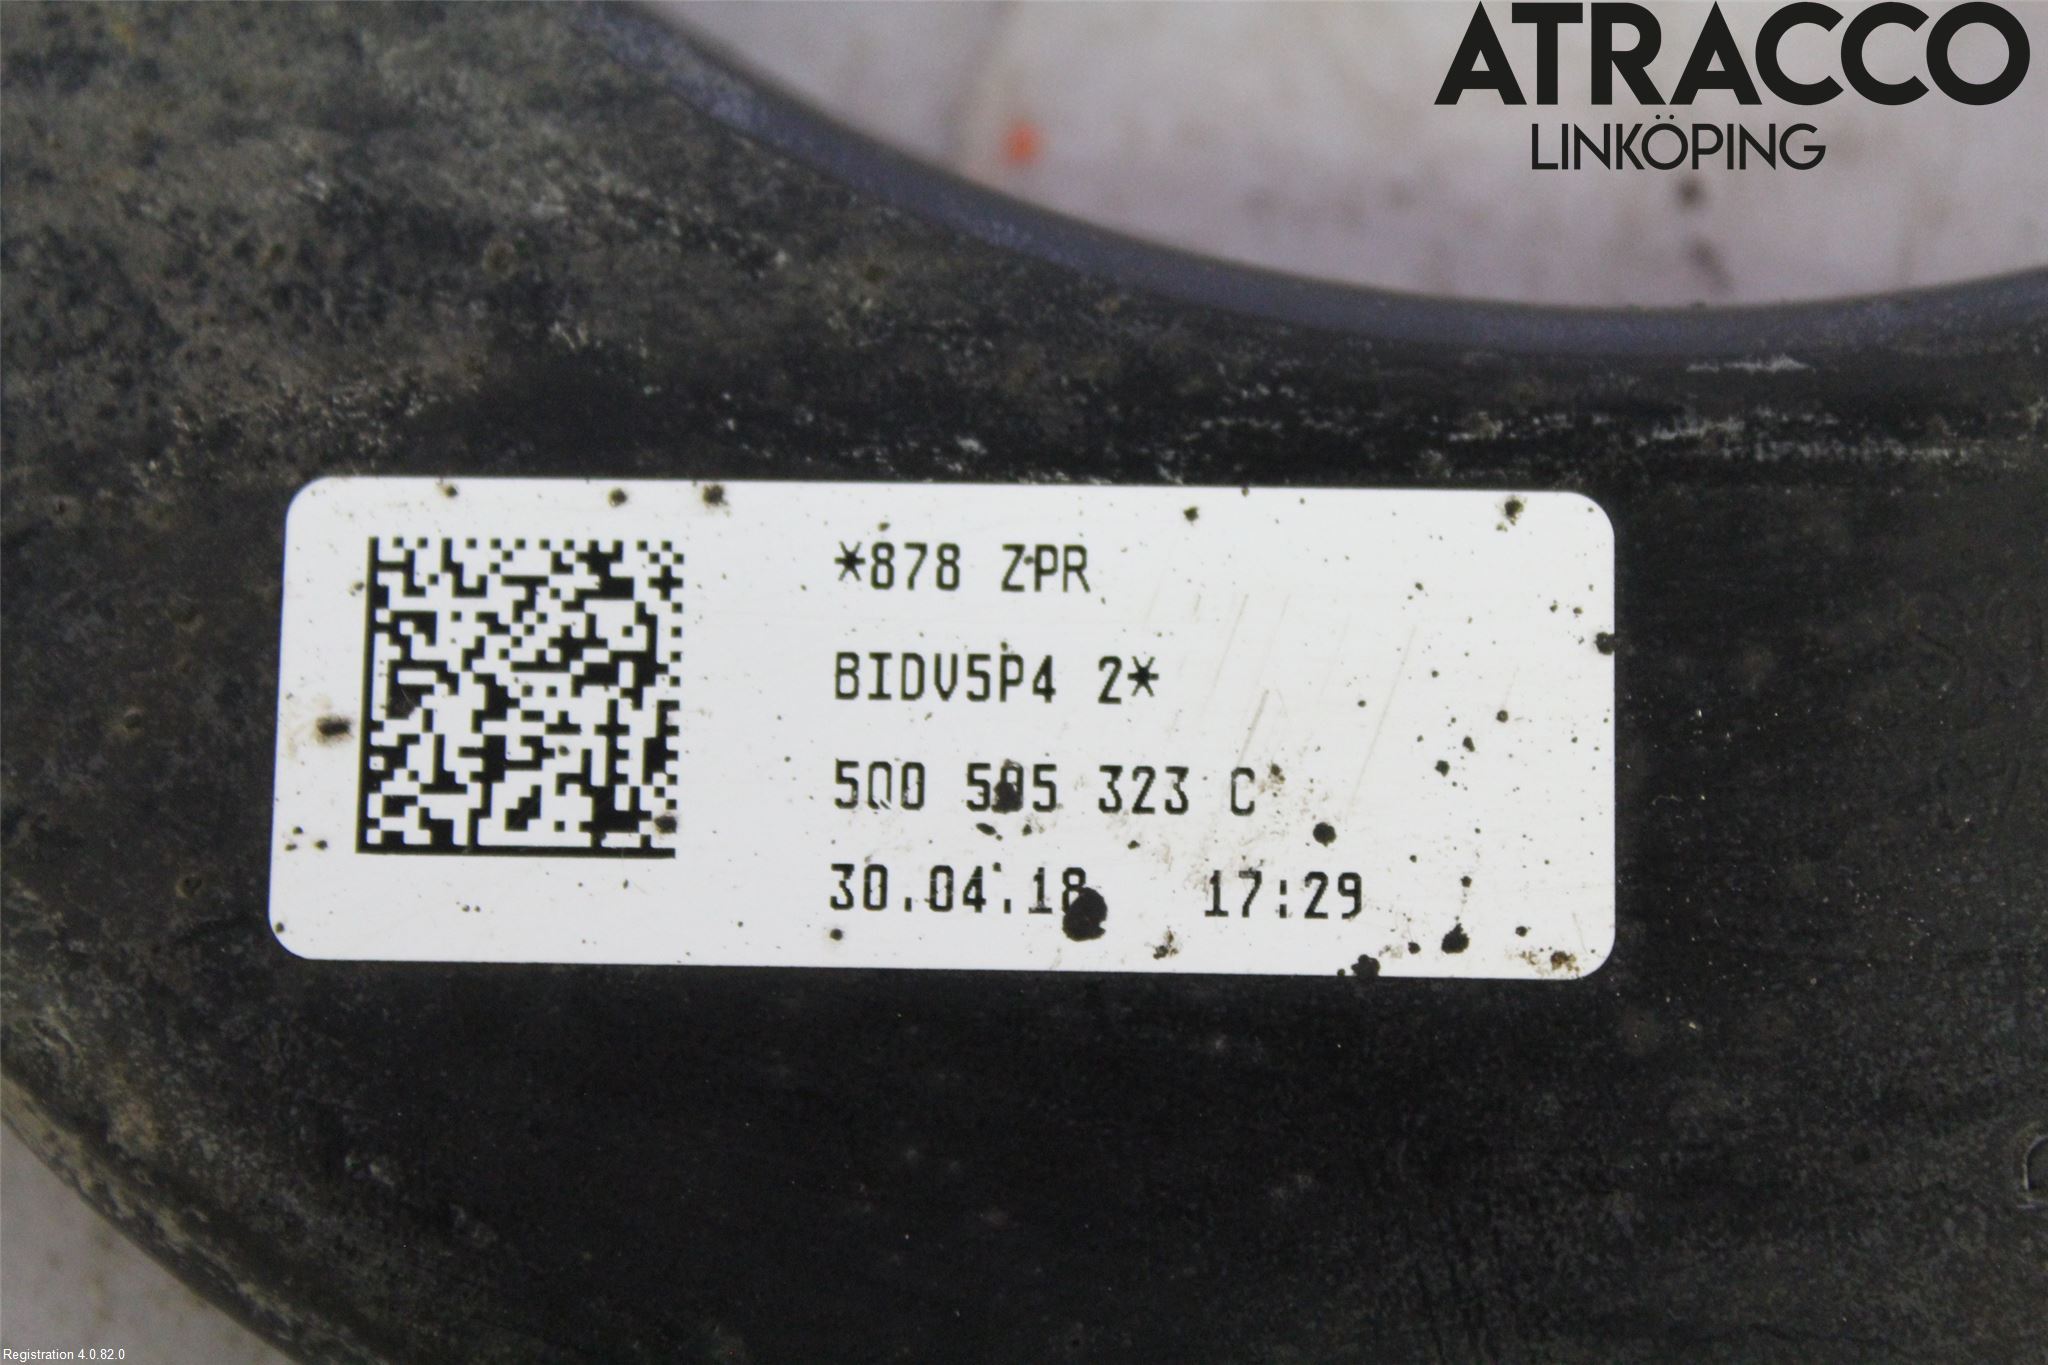 ATRACCO
LINKÖPING
*878 ZPR
BIDV5P4 2*
5Q0 505 323 C
30.04.18 17:29
Registration 4.0.82.0